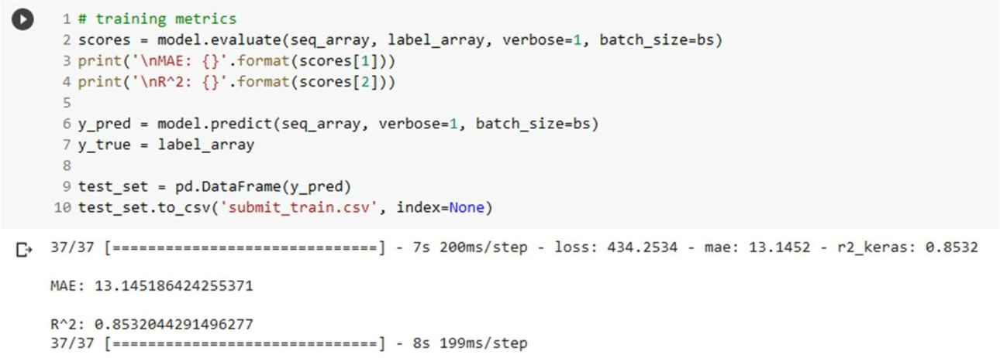 1 # training metrics
2 scores = model.evaluate(seq_array, label_array, verbose=1, batch_size=bs)
3 print('\nMAE: {}'.format(scores[1]))
4 print('\nR^2: {}'.format(scores[2]))
5
6 y_pred = model.predict(seq_array, verbose=1, batch_size=bs)
7 y_true = label_array
8
9 test_set = pd.DataFrame(y_pred)
10 test_set.to_csv('submit_train.csv', index=None)
37/37 [==============================] - 7s 200ms/step - loss: 434.2534 - mae: 13.1452 - r2_keras: 0.8532
MAE: 13.145186424255371
R^2: 0.8532044291496277
37/37 [==============================] - 8s 199ms/step